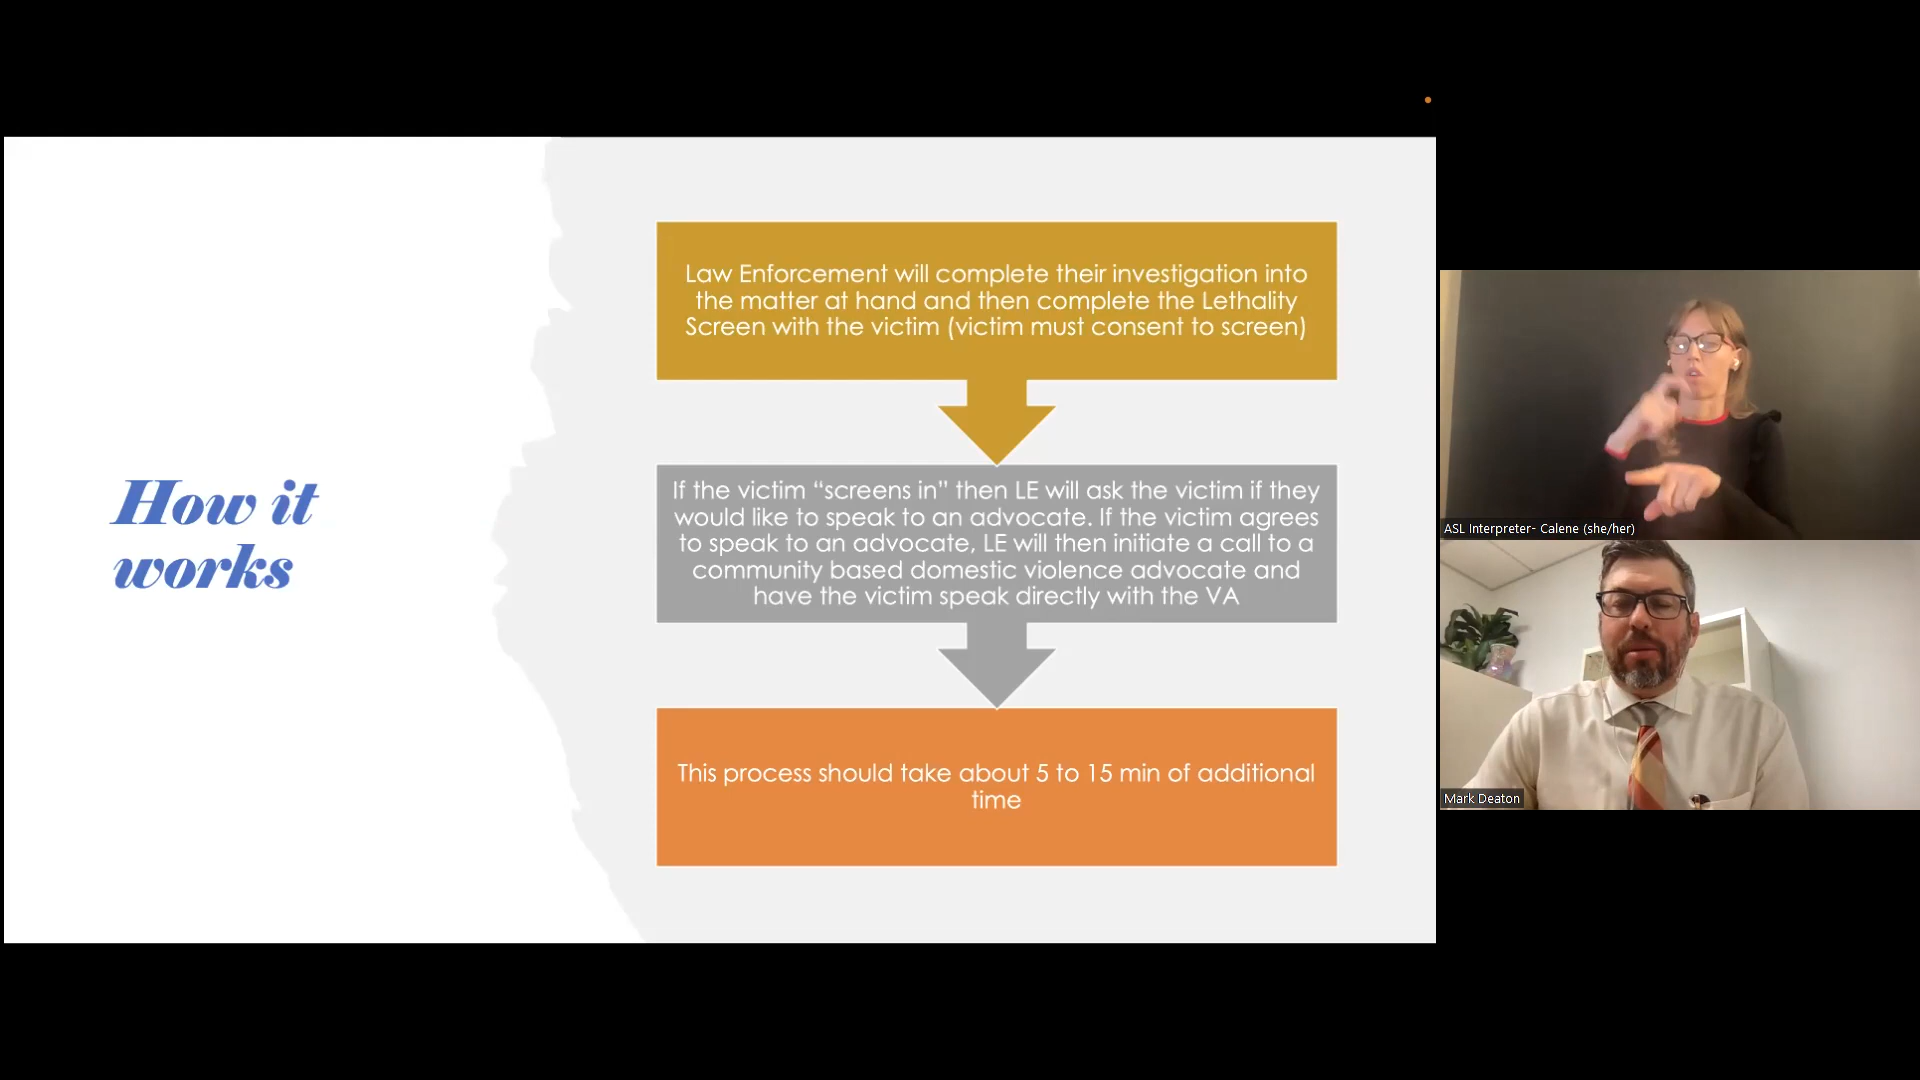 How it
works
Law Enforcement will complete their investigation into
the matter at hand and then complete the Lethality
Screen with the victim (victim must consent to screen)
If the victim “screens in” then LE will ask the victim if they
would like to speak to an advocate. If the victim agrees
to speak to an advocate, LE will then initiate a call to a
community based domestic violence advocate and
have the victim speak directly with the VA
This process should take about 5 to 15 min of additional
time
ASL Interpreter- Calene (she/her)
Mark Deaton